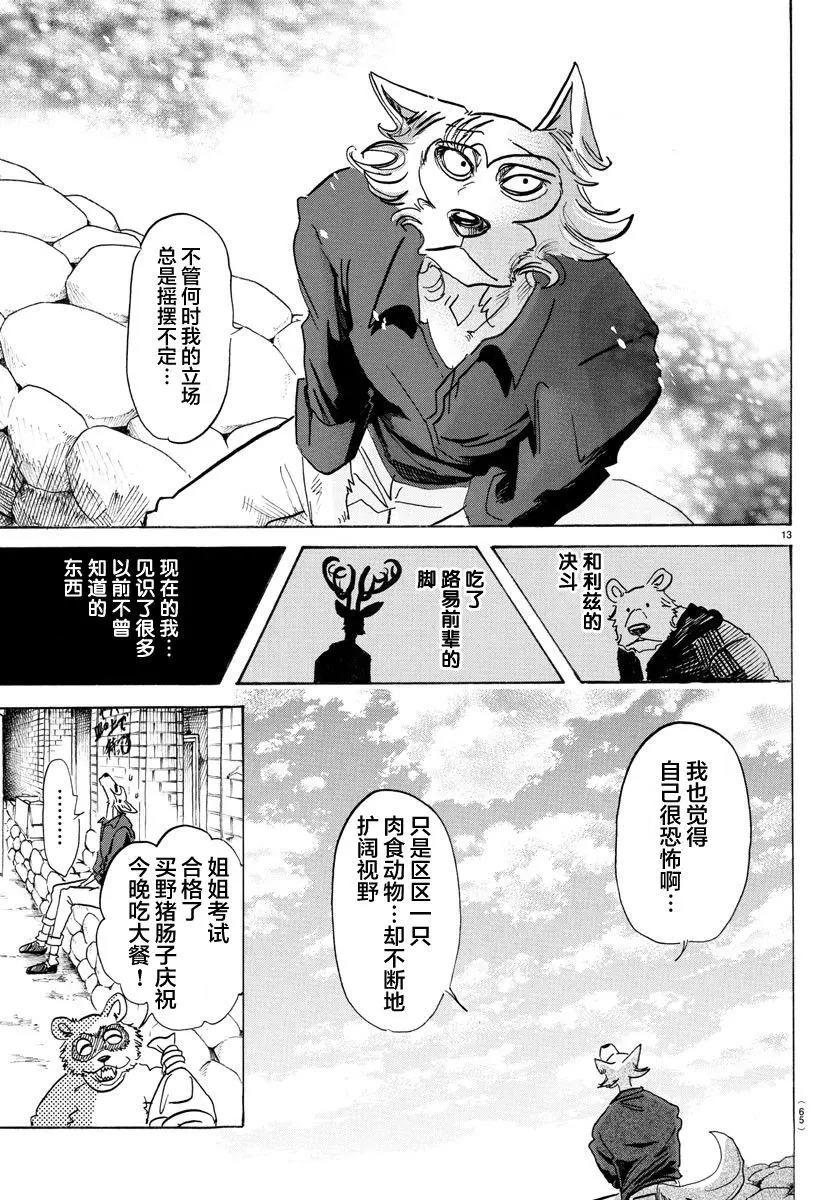 不管何时我的立场
总是摇摆不定…
13
和利兹的
决斗
吃了
路易前辈的
脚
现在的我…
见识了很多
以前不曾
知道的
东西
我也觉得
自己很恐怖啊…
只是区区一只
肉食动物…却不断地
扩阔视野
………
姐姐考试
合格了
买野猪肠子庆祝
今晚吃大餐！
(65)